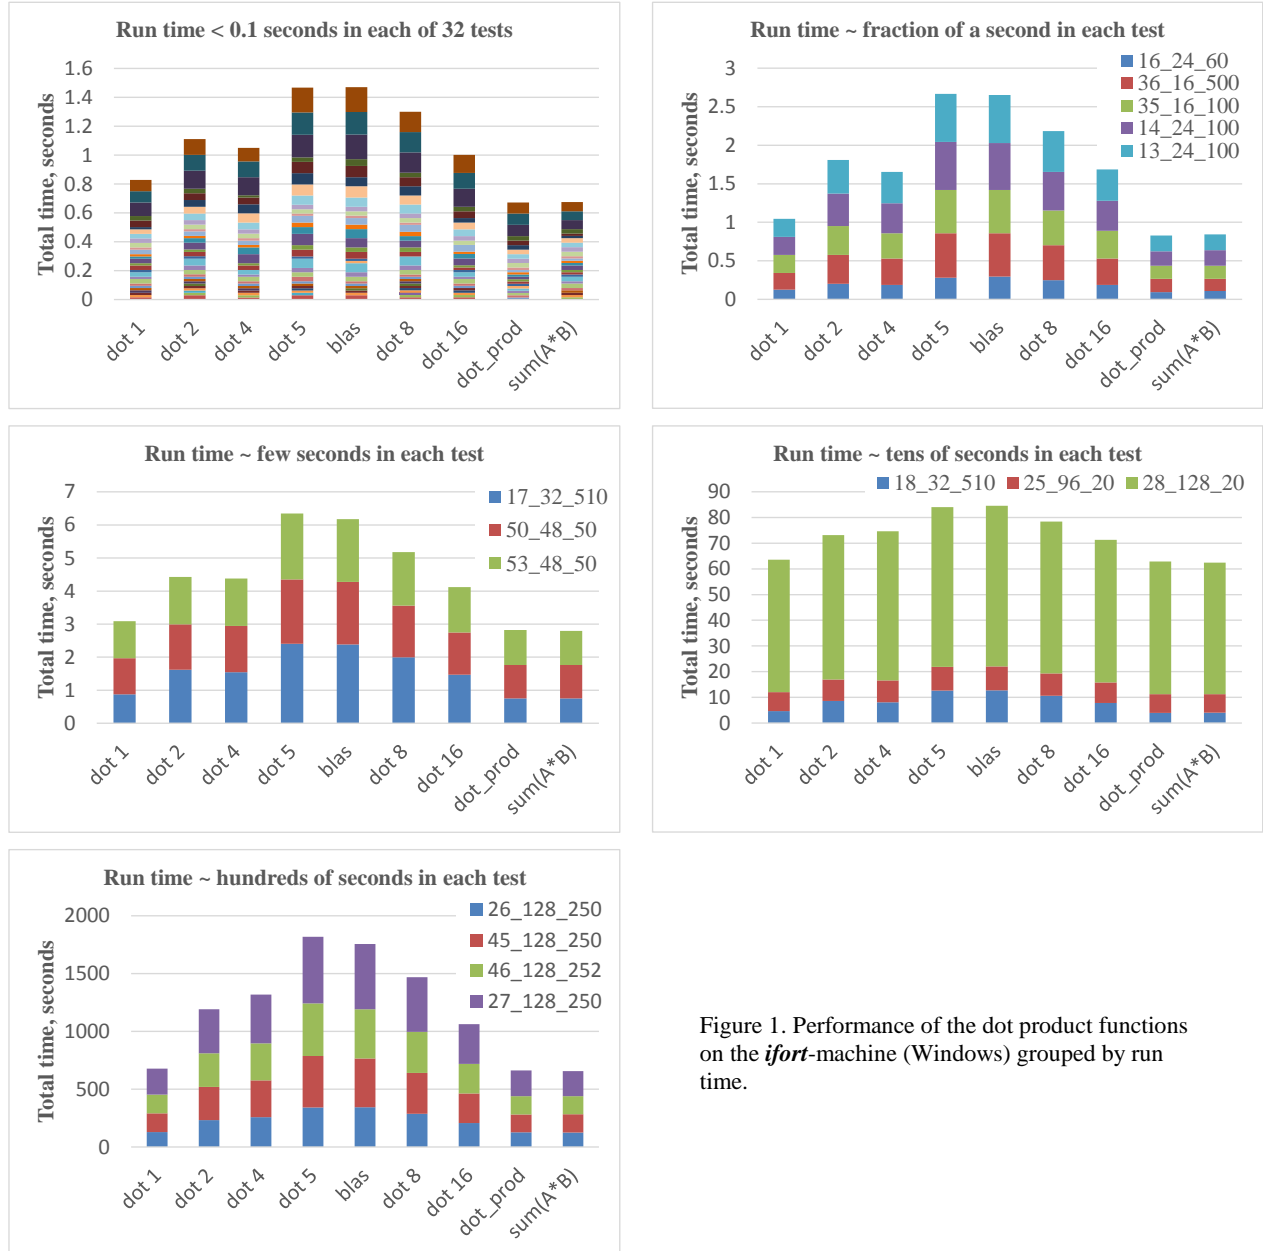 Run time < 0.1 seconds in each of 32 tests
Total time, seconds
1.6
1.4
1.2
1
0.8
0.6
0.4
0.2
0
dot 1
dot 2
dot 4
dot 5
blas
dot 8
dot 16
dot_prod
sum(A*B)
Run time ~ fraction of a second in each test
Total time, seconds
3
2.5
2
1.5
1
0.5
0
16_24_60
36_16_500
35_16_100
14_24_100
13_24_100
dot 1
dot 2
dot 4
dot 5
blas
dot 8
dot 16
dot_prod
sum(A*B)
Run time ~ few seconds in each test
Total time, seconds
7
6
5
4
3
2
1
0
17_32_510
50_48_50
53_48_50
dot 1
dot 2
dot 4
dot 5
blas
dot 8
dot 16
dot_prod
sum(A*B)
Run time ~ tens of seconds in each test
18_32_510 25_96_20 28_128_20
Total time, seconds
90
80
70
60
50
40
30
20
10
0
dot 1
dot 2
dot 4
dot 5
blas
dot 8
dot 16
dot_prod
sum(A*B)
Run time ~ hundreds of seconds in each test
Total time, seconds
2000
1500
1000
500
0
26_128_250
45_128_250
46_128_252
27_128_250
dot 1
dot 2
dot 4
dot 5
blas
dot 8
dot 16
dot_prod
sum(A*B)
Figure 1. Performance of the dot product functions
on the ifort-machine (Windows) grouped by run
time.